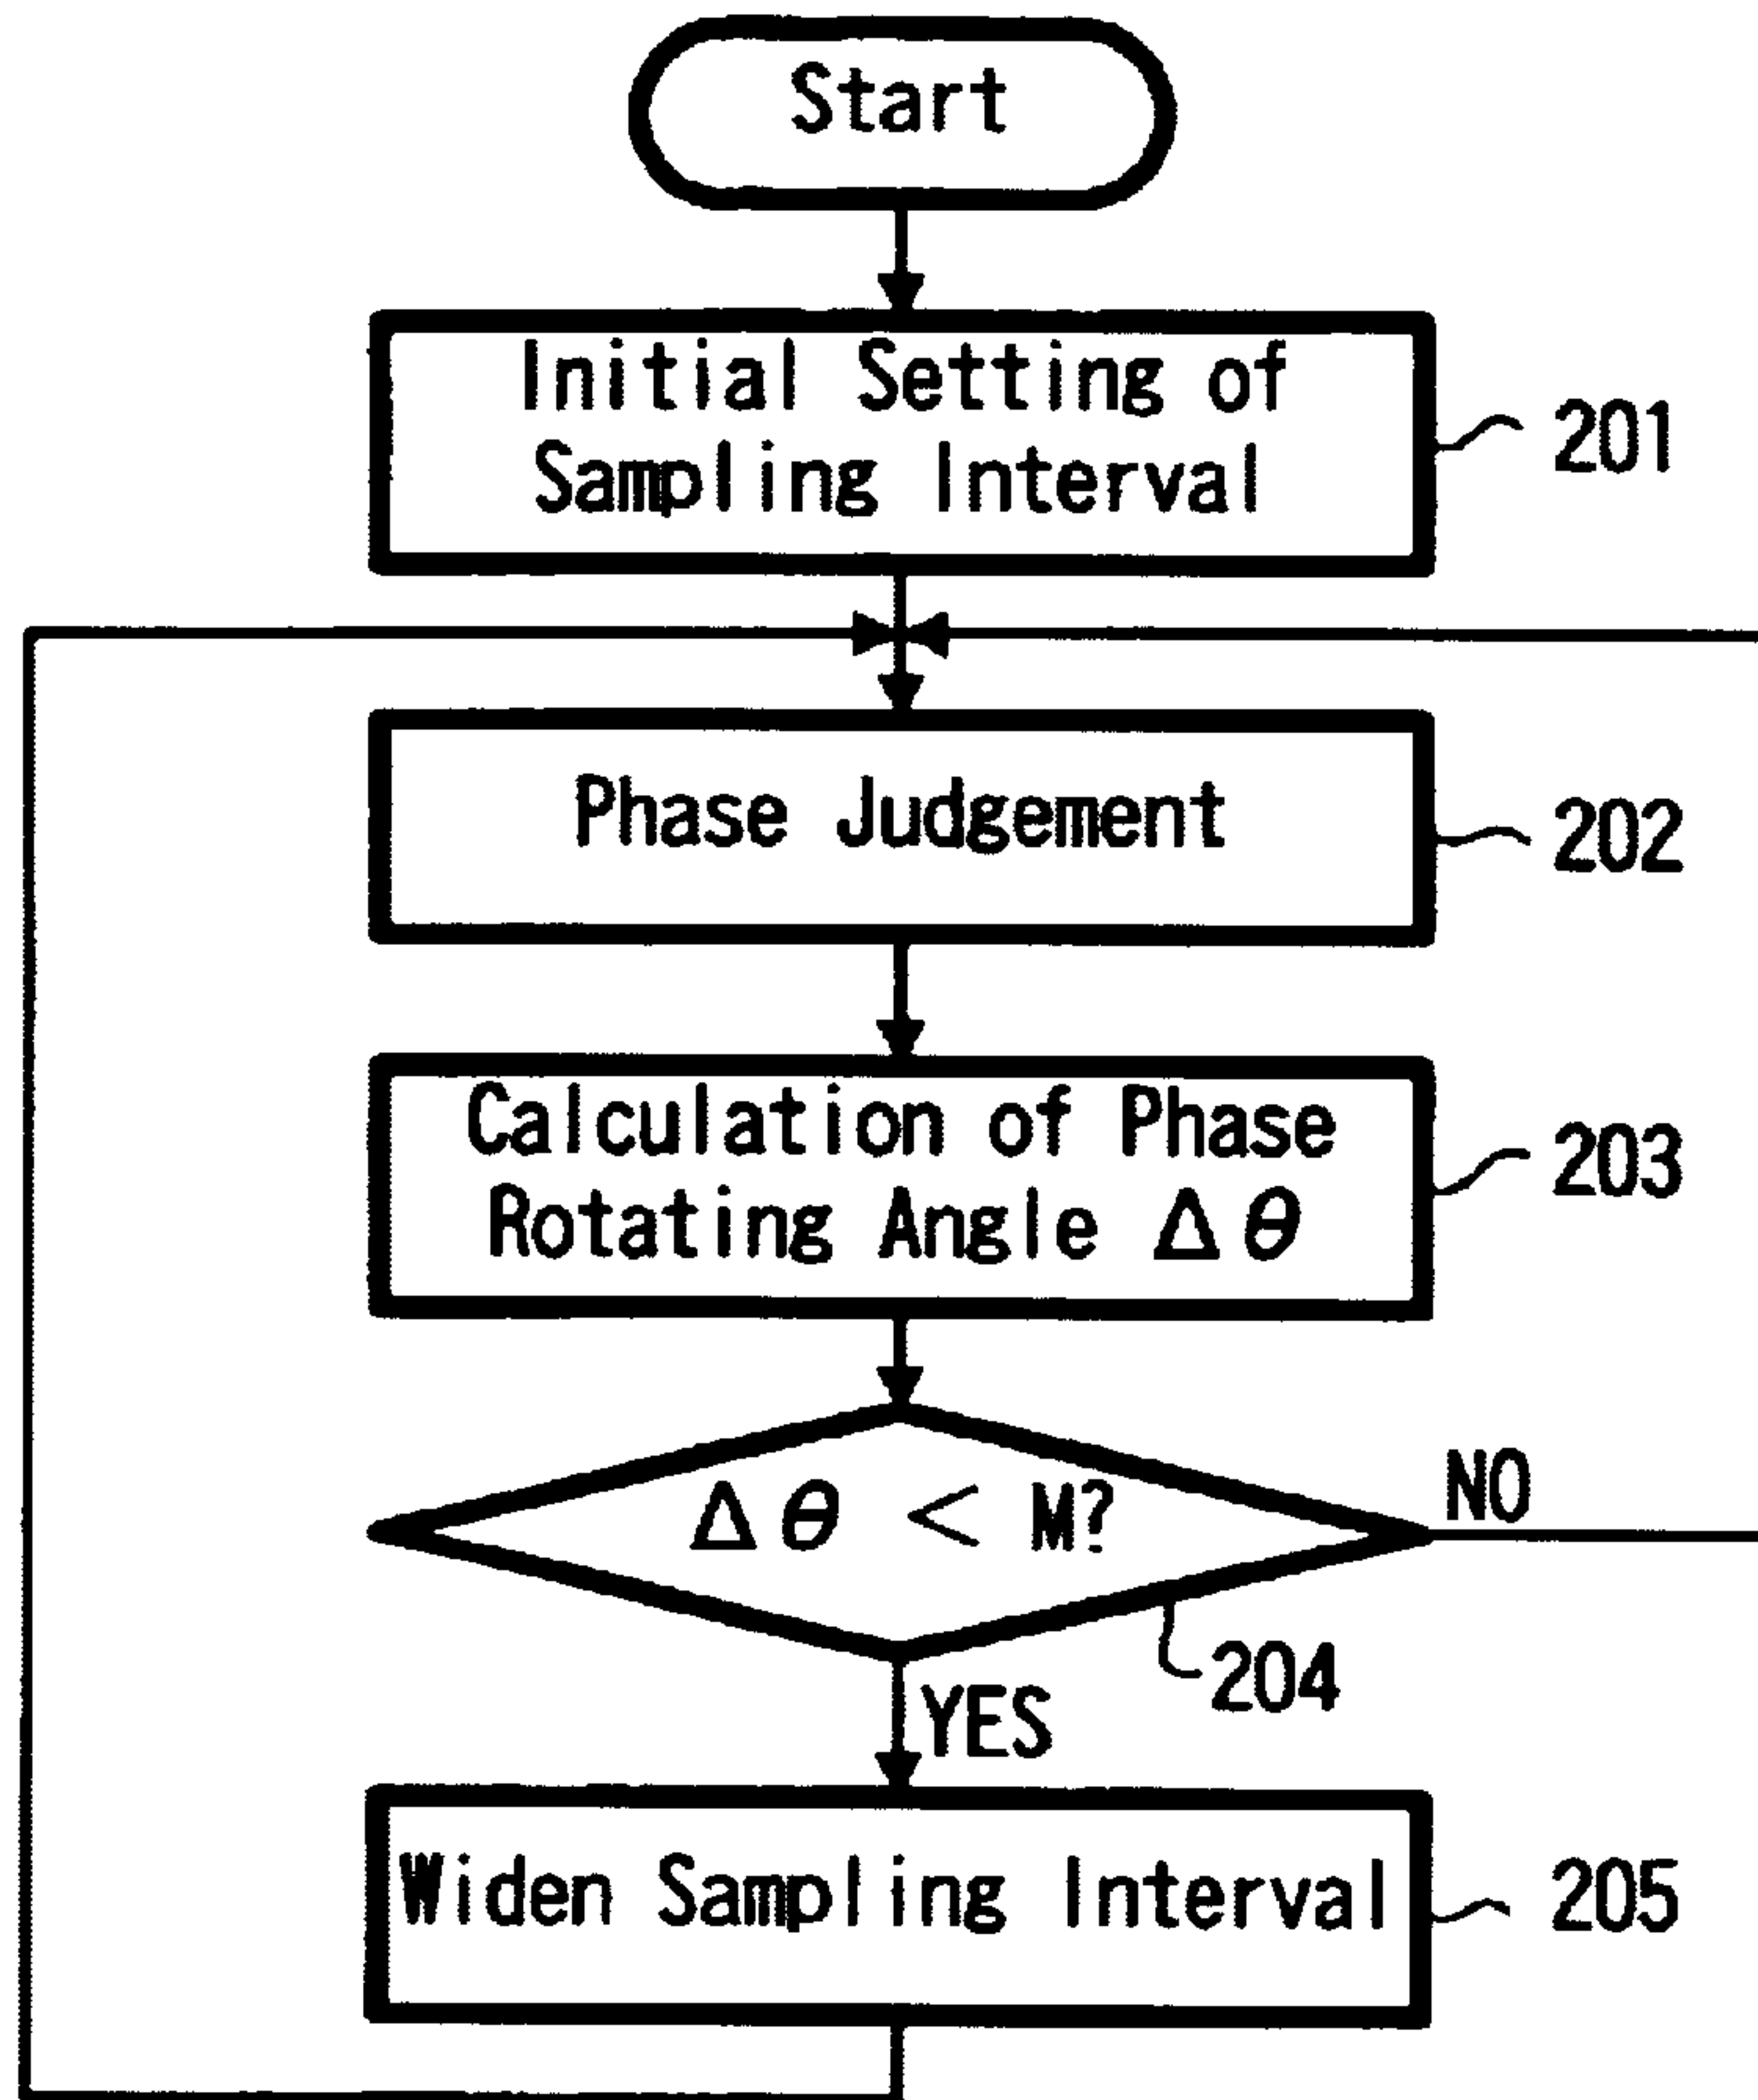 Start
Initial Setting of
Sampling Interval
201
Phase Judgement
202
Calculation of Phase
Rotating Angle Δθ
203
Δθ < M?
NO
204
YES
Widen Sampling Interval
205